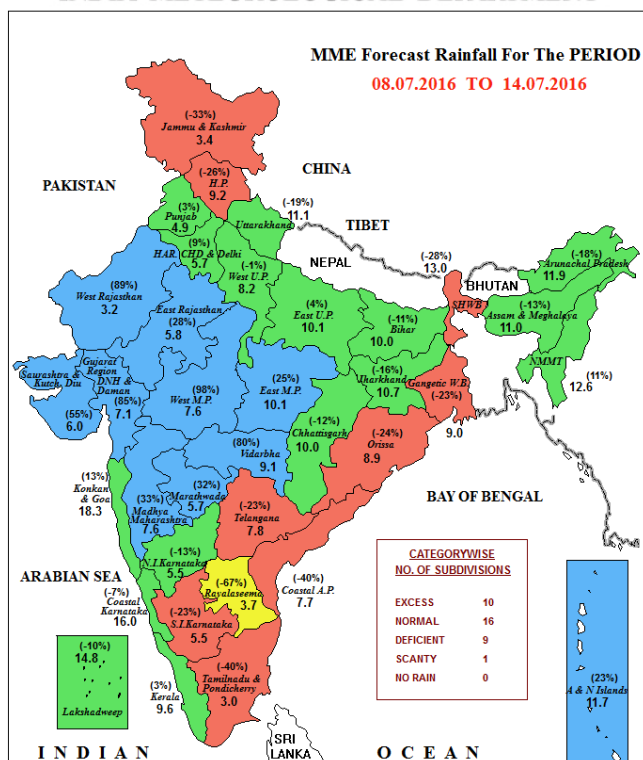 MME Forecast Rainfall For The PERIOD
08.07.2016 TO 14.07.2016
(-33%)
Jammu & Kashmir
3.4
(-26%)
H.P.
9.2
CHINA
PAKISTAN
(3%)
Punjab
4.9
(-19%)
11.1
Uttarakhand
TIBET
(9%)
HAR. CHD & Delhi
5.7
(-1%)
West U.P.
8.2
NEPAL
(-28%)
13.0
SHWB
BHUTAN
(-18%)
Arunachal Pradesh
11.9
(-13%)
Assam & Meghalaya
11.0
NMMT
(11%)
12.6
(89%)
West Rajasthan
3.2
East Rajasthan
(28%)
5.8
(4%)
East U.P.
10.1
(-11%)
Bihar
10.0
Saurashtra &
Kutch, Diu
(55%)
6.0
Gujarat
Region
DNH &
Daman
(85%)
7.1
(98%)
West M.P.
7.6
(25%)
East M.P.
10.1
(-16%)
Jharkhand
10.7
Gangetic W.B.
(-23%)
9.0
(-12%)
Chhattisgarh
10.0
(-24%)
Orissa
8.9
(80%)
Vidarbha
9.1
(13%)
Konkan
& Goa
18.3
(33%)
Madhya
Maharashtra
7.6
(32%)
Marathwada
5.7
(-23%)
Telangana
7.8
BAY OF BENGAL
(-13%)
N.I.Karnataka
5.5
ARABIAN SEA
(-7%)
Coastal
Karnataka
16.0
(-67%)
Rayalaseema
3.7
(-40%)
Coastal A.P.
7.7
(-23%)
S.I.Karnataka
5.5
(-10%)
14.8
Lakshadweep
(3%)
Kerala
9.6
(-40%)
Tamilnadu &
Pondicherry
3.0
CATEGORYWISE
NO. OF SUBDIVISIONS
EXCESS 10
NORMAL 16
DEFICIENT 9
SCANTY 1
NO RAIN 0
(23%)
A & N Islands
11.7
SRI
LANKA
INDIAN OCEAN